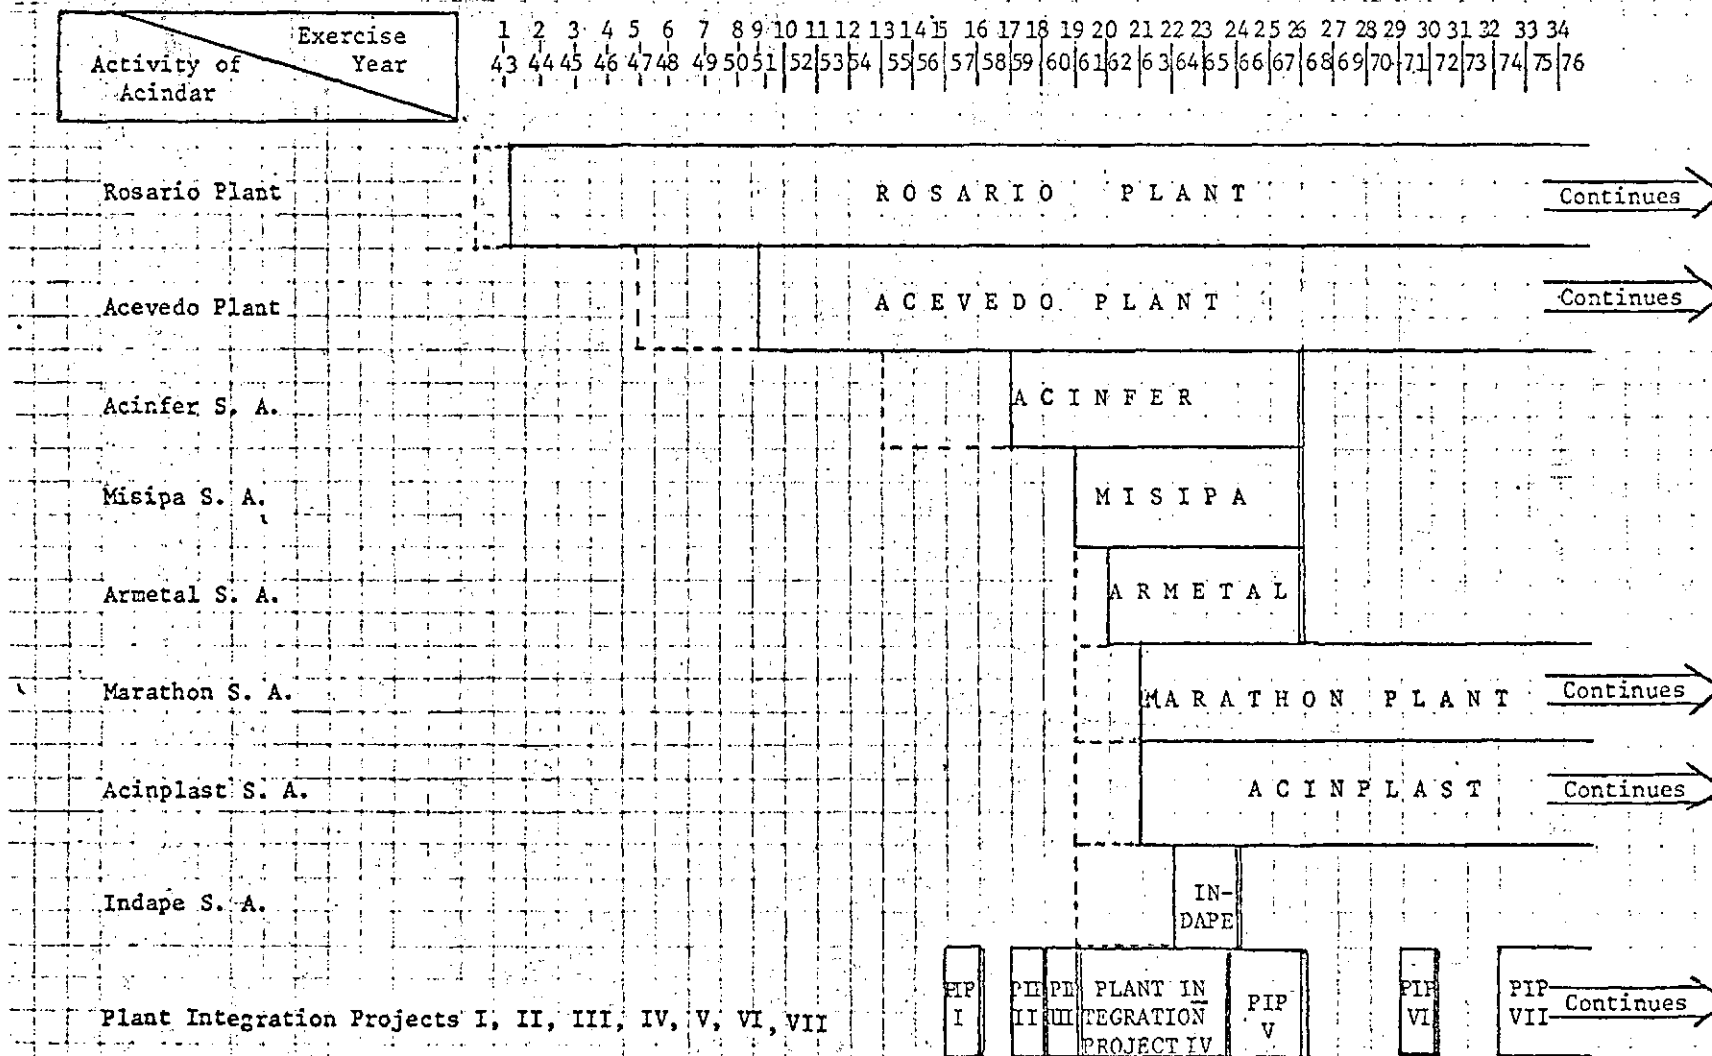 Exercise
Year
Activity of
Acindar
1 2 3 4 5 6 7 8 9 10 11 12 13 14 15 16 17 18 19 20 21 22 23 24 25 26 27 28 29 30 31 32 33 34
43 44 45 46 47 48 49 50 51 52 53 54 55 56 57 58 59 60 61 62 63 64 65 66 67 68 69 70 71 72 73 74 75 76
Rosario Plant ROSARIO PLANT Continues
Acevedo Plant ACEVEDO PLANT Continues
Acinfer S. A. ACINFER
Misipa S. A. MISIPA
Armetal S. A. ARMETAL
Marathon S. A. MARATHON PLANT Continues
Acinplast S. A. ACINPLAST Continues
Indape S. A.
IN-
DAPE
Plant Integration Projects I, II, III, IV, V, VI, VII
PIP
I
PIP
II
PIP
III
PLANT IN
TEGRATION
PROJECT IV
PIP
V
PIP
VI
PIP
VII
Continues